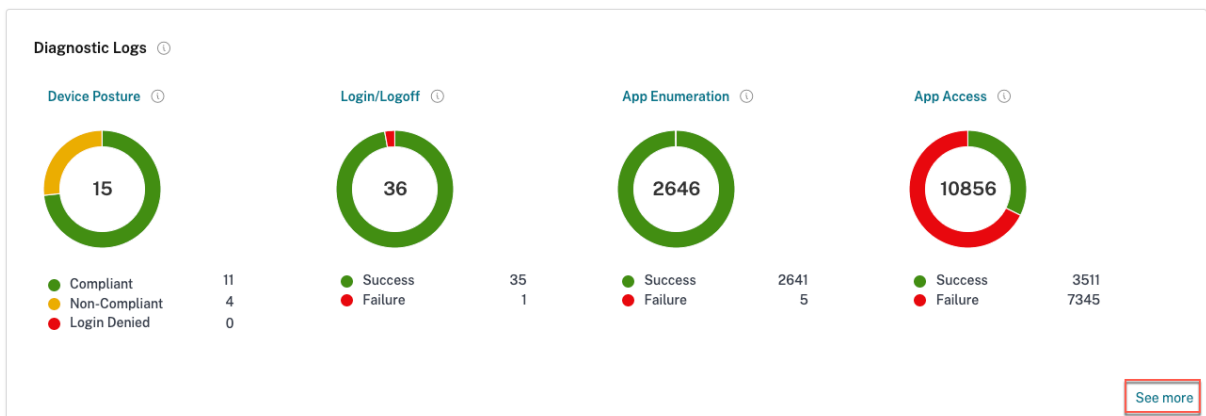 Diagnostic Logs
Device Posture
Login/Logoff
App Enumeration
App Access
15
36
2646
10856
Compliant 11
Non-Compliant 4
Login Denied 0
Success 35
Failure 1
Success 2641
Failure 5
Success 3511
Failure 7345
See more